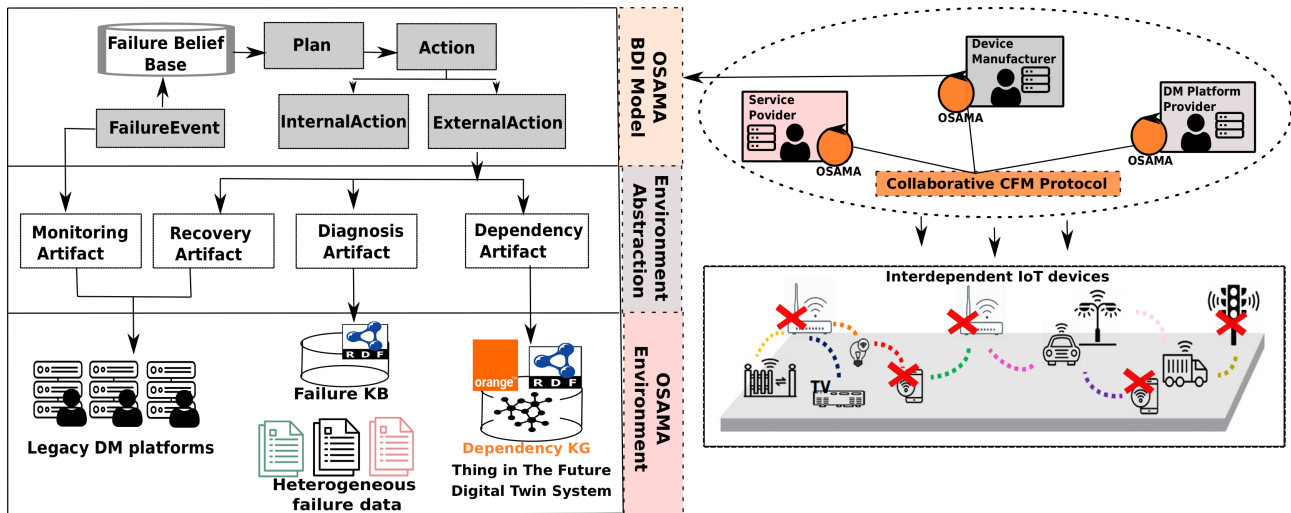 Failure Belief
Base
Plan
Action
FailureEvent
InternalAction
ExternalAction
OSAMA
BDI Model
Monitoring
Artifact
Recovery
Artifact
Diagnosis
Artifact
Dependency
Artifact
Environment
Abstraction
Legacy DM platforms
RDF
Failure KB
Heterogeneous
failure data
orange™
RDF
Dependency KG
Thing in The Future
Digital Twin System
OSAMA
Environment
Device
Manufacturer
OSAMA
Service
Povider
OSAMA
DM Platform
Provider
OSAMA
Collaborative CFM Protocol
Interdependent IoT devices
TV